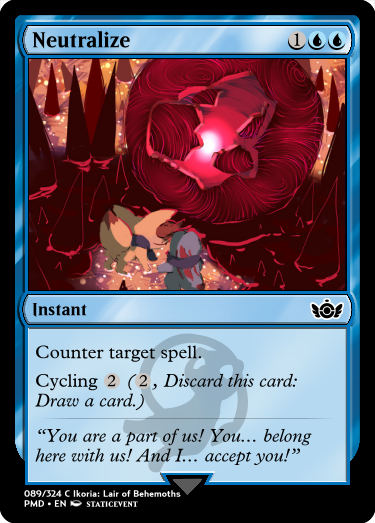 Neutralize 1
Instant
Counter target spell.
Cycling 2 (2, Discard this card:
Draw a card.)
“You are a part of us! You… belong
here with us! And I… accept you!”
089/324 C Ikoria: Lair of Behemoths
PMD • EN STATICEVENT